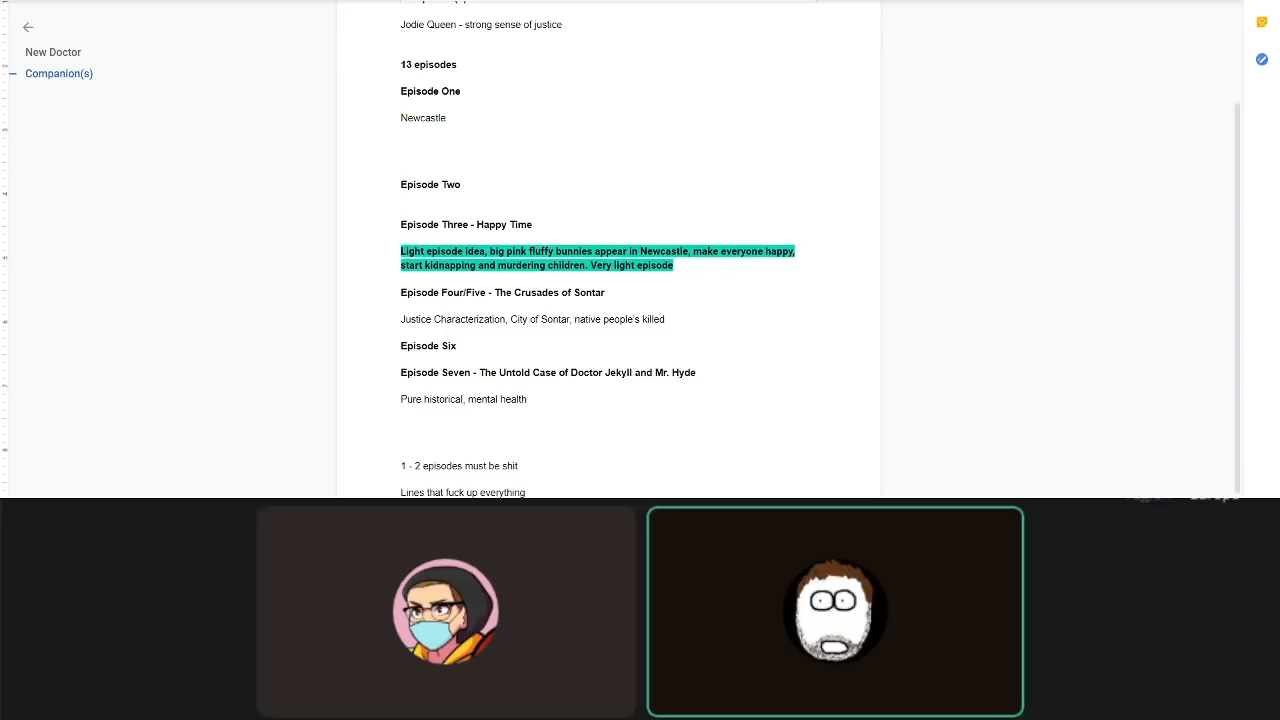 Jodie Queen - strong sense of justice
New Doctor
Companion(s)
13 episodes
Episode One
Newcastle
Episode Two
Episode Three - Happy Time
Light episode idea, big pink fluffy bunnies appear in Newcastle, make everyone happy,
start kidnapping and murdering children. Very light episode
Episode Four/Five - The Crusades of Sontar
Justice Characterization, City of Sontar, native people's killed
Episode Six
Episode Seven - The Untold Case of Doctor Jekyll and Mr. Hyde
Pure historical, mental health
1 - 2 episodes must be shit
Lines that fuck up everything